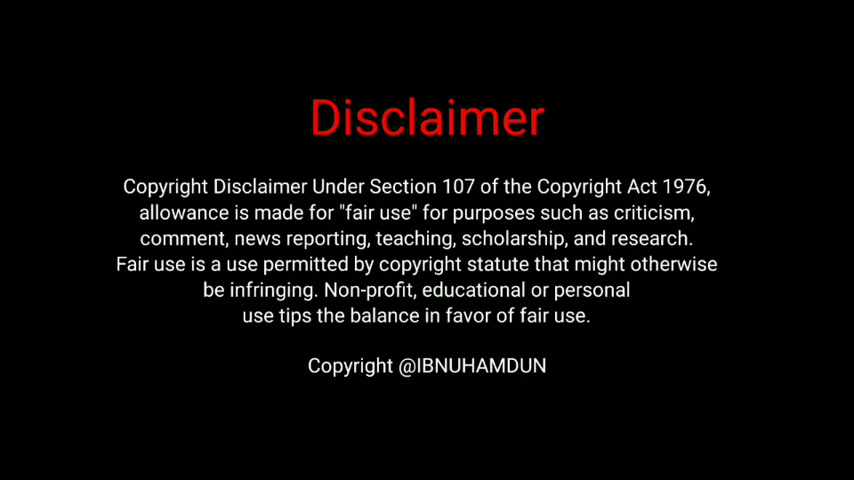 Disclaimer
Copyright Disclaimer Under Section 107 of the Copyright Act 1976,
allowance is made for "fair use" for purposes such as criticism,
comment, news reporting, teaching, scholarship, and research.
Fair use is a use permitted by copyright statute that might otherwise
be infringing. Non-profit, educational or personal
use tips the balance in favor of fair use.
Copyright @IBNUHAMDUN